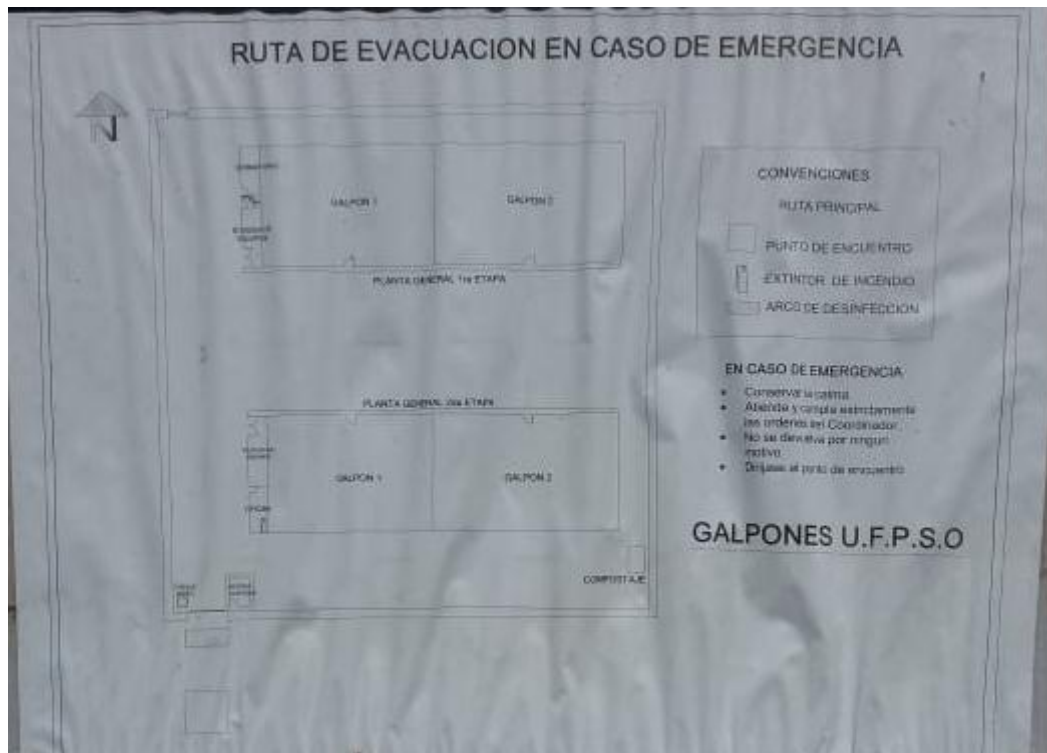 RUTA DE EVACUACION EN CASO DE EMERGENCIA
N
GALPON 1
GALPON 2
PLANTA GENERAL 1ra ETAPA
PLANTA GENERAL 2da ETAPA
GALPON 1
GALPON 2
COMPOSTAJE
CONVENCIONES
RUTA PRINCIPAL
PUNTO DE ENCUENTRO
EXTINTOR DE INCENDIO
ARCO DE DESINFECCION
EN CASO DE EMERGENCIA
• Conservar la calma.
• Atienda y cumpla estrictamente
las ordenes del Coordinador.
• No se devuelva por ningun
motivo
• Dirijase al punto de encuentro
GALPONES U.F.P.S.O